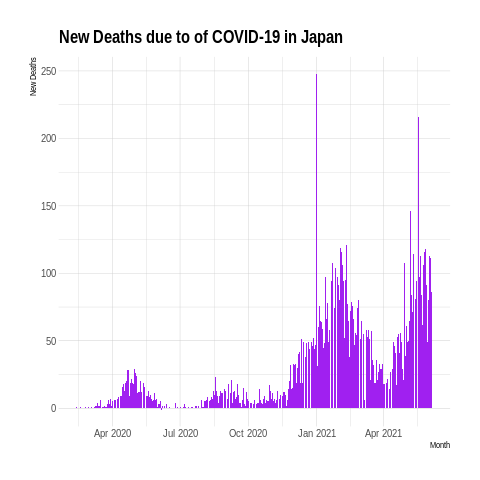 New Deaths due to of COVID-19 in Japan
New Deaths
250
200
150
100
50
0
Apr 2020
Jul 2020
Oct 2020
Jan 2021
Apr 2021
Month